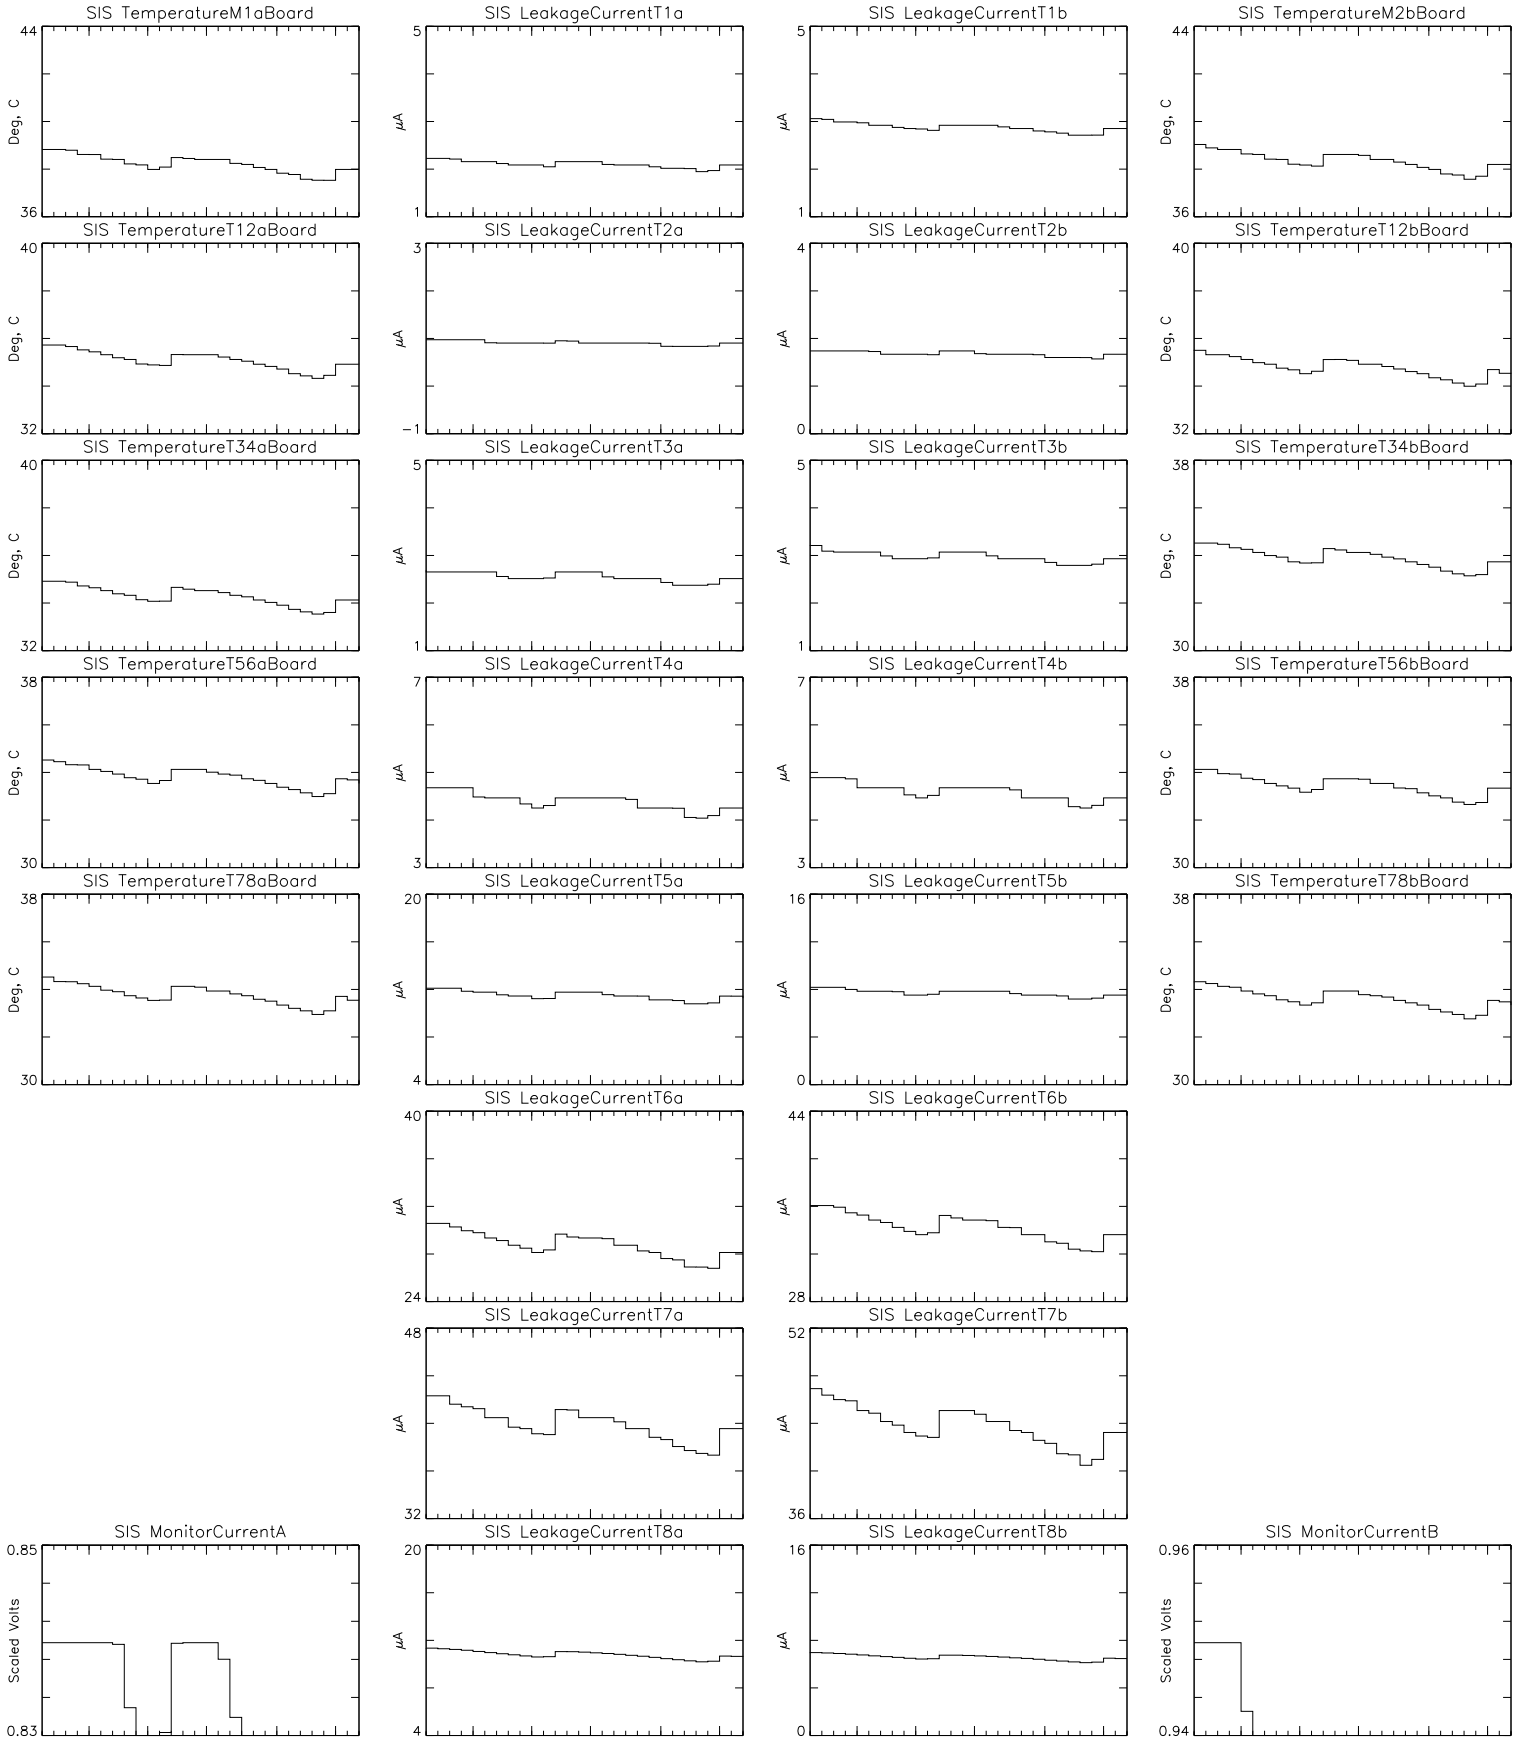 SIS TemperatureM1aBoard
44
Deg, C
36
SIS LeakageCurrentT1a
5
μA
1
SIS LeakageCurrentT1b
5
μA
1
SIS TemperatureM2bBoard
44
Deg, C
36
SIS TemperatureT12aBoard
40
Deg, C
32
SIS LeakageCurrentT2a
3
μA
-1
SIS LeakageCurrentT2b
4
μA
0
SIS TemperatureT12bBoard
40
Deg, C
32
SIS TemperatureT34aBoard
40
Deg, C
32
SIS LeakageCurrentT3a
5
μA
1
SIS LeakageCurrentT3b
5
μA
1
SIS TemperatureT34bBoard
38
Deg, C
30
SIS TemperatureT56aBoard
38
Deg, C
30
SIS LeakageCurrentT4a
7
μA
3
SIS LeakageCurrentT4b
7
μA
3
SIS TemperatureT56bBoard
38
Deg, C
30
SIS TemperatureT78aBoard
38
Deg, C
30
SIS LeakageCurrentT5a
20
μA
4
SIS LeakageCurrentT5b
16
μA
0
SIS TemperatureT78bBoard
38
Deg, C
30
SIS LeakageCurrentT6a
40
μA
24
SIS LeakageCurrentT6b
44
μA
28
SIS LeakageCurrentT7a
48
μA
32
SIS LeakageCurrentT7b
52
μA
36
SIS MonitorCurrentA
0.85
Scaled Volts
0.83
SIS LeakageCurrentT8a
20
μA
4
SIS LeakageCurrentT8b
16
μA
0
SIS MonitorCurrentB
0.96
Scaled Volts
0.94